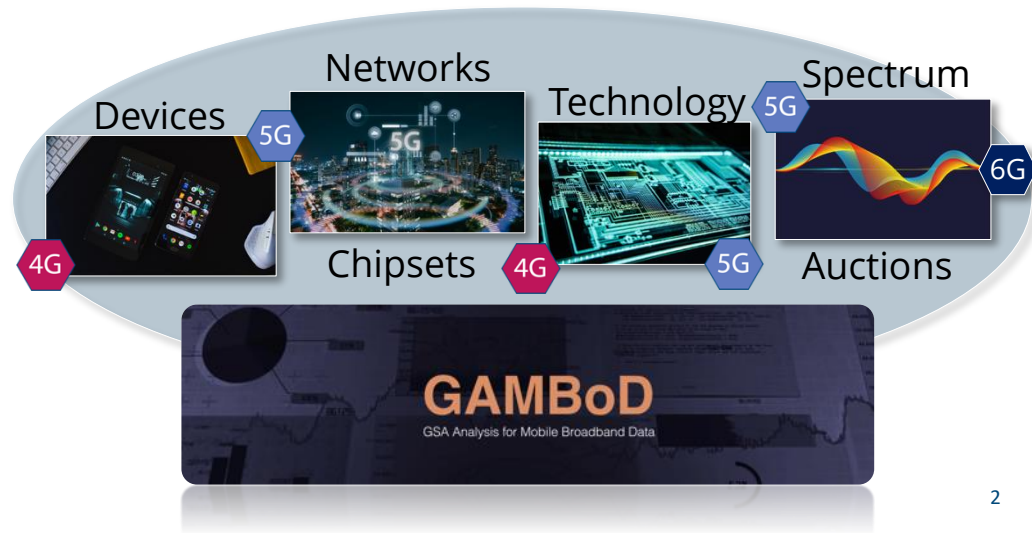 Networks
Spectrum
Devices
Technology
5G
5G
5G
6G
4G
Chipsets
4G
5G
Auctions
GAMBoD
GSA Analysis for Mobile Broadband Data
2